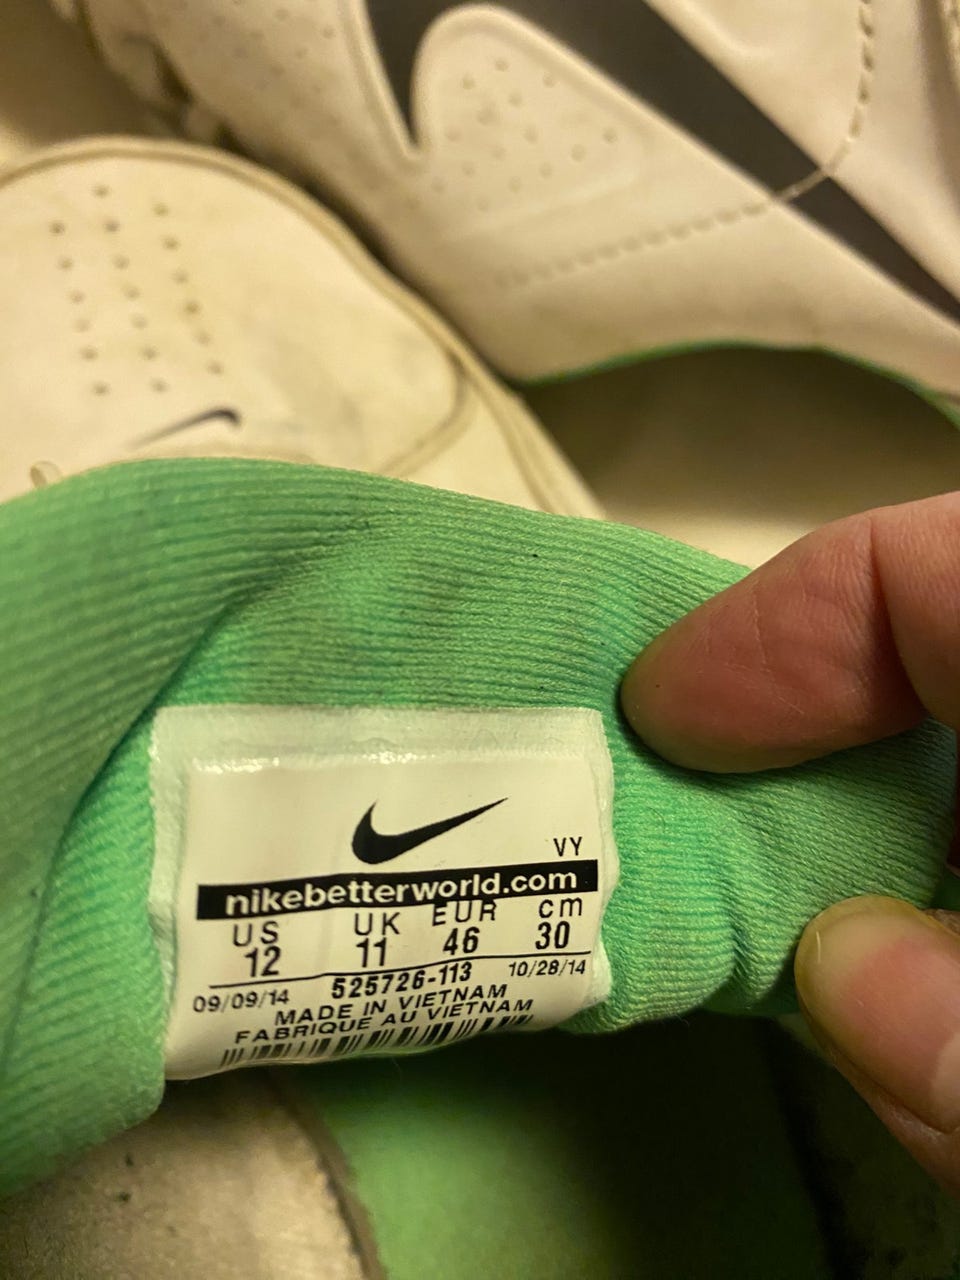 VY
nikebetterworld.com
US UK EUR cm
12 11 46 30
09/09/14 525726-113 10/28/14
MADE IN VIETNAM
FABRIQUE AU VIETNAM